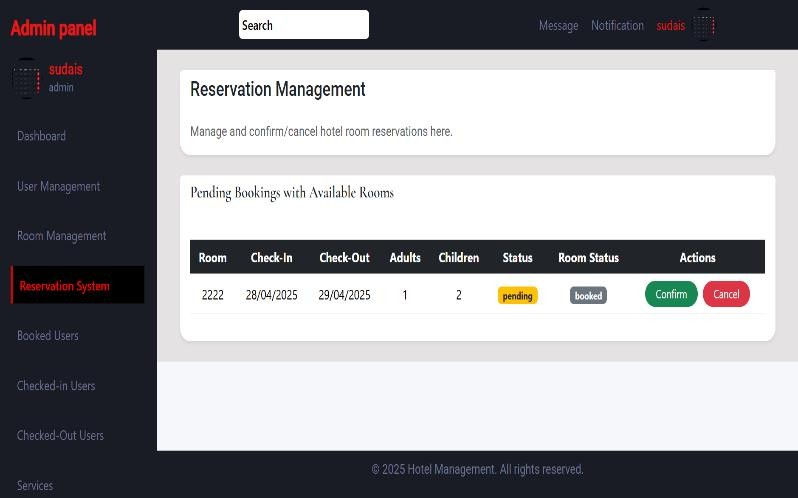 Admin panel
Search
Message Notification sudais
sudais
admin
Dashboard
User Management
Room Management
Reservation System
Booked Users
Checked-in Users
Checked-Out Users
Services
Reservation Management
Manage and confirm/cancel hotel room reservations here.
Pending Bookings with Available Rooms
Room Check-In Check-Out Adults Children Status Room Status Actions
2222 28/04/2025 29/04/2025 1 2 pending booked Confirm Cancel
© 2025 Hotel Management. All rights reserved.